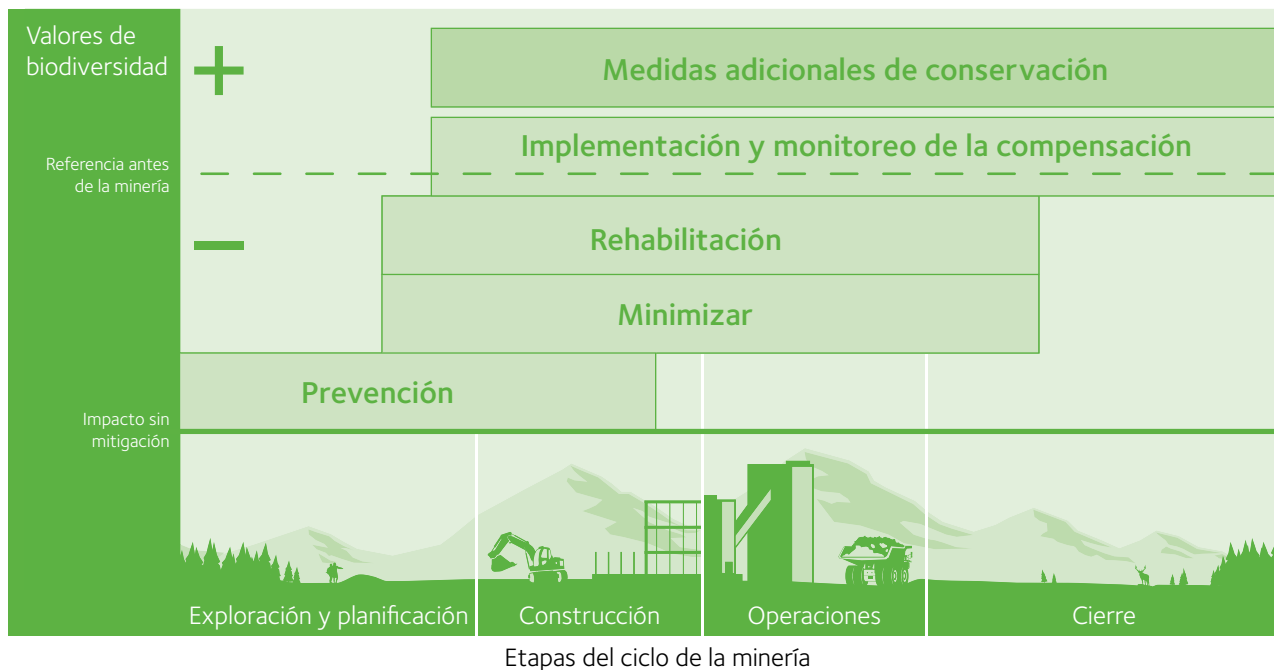 Valores de
biodiversidad
+
Medidas adicionales de conservación
Implementación y monitoreo de la compensación
Referencia antes
de la minería
−
Rehabilitación
Minimizar
Prevención
Impacto sin
mitigación
Exploración y planificación
Construcción
Operaciones
Cierre
Etapas del ciclo de la minería